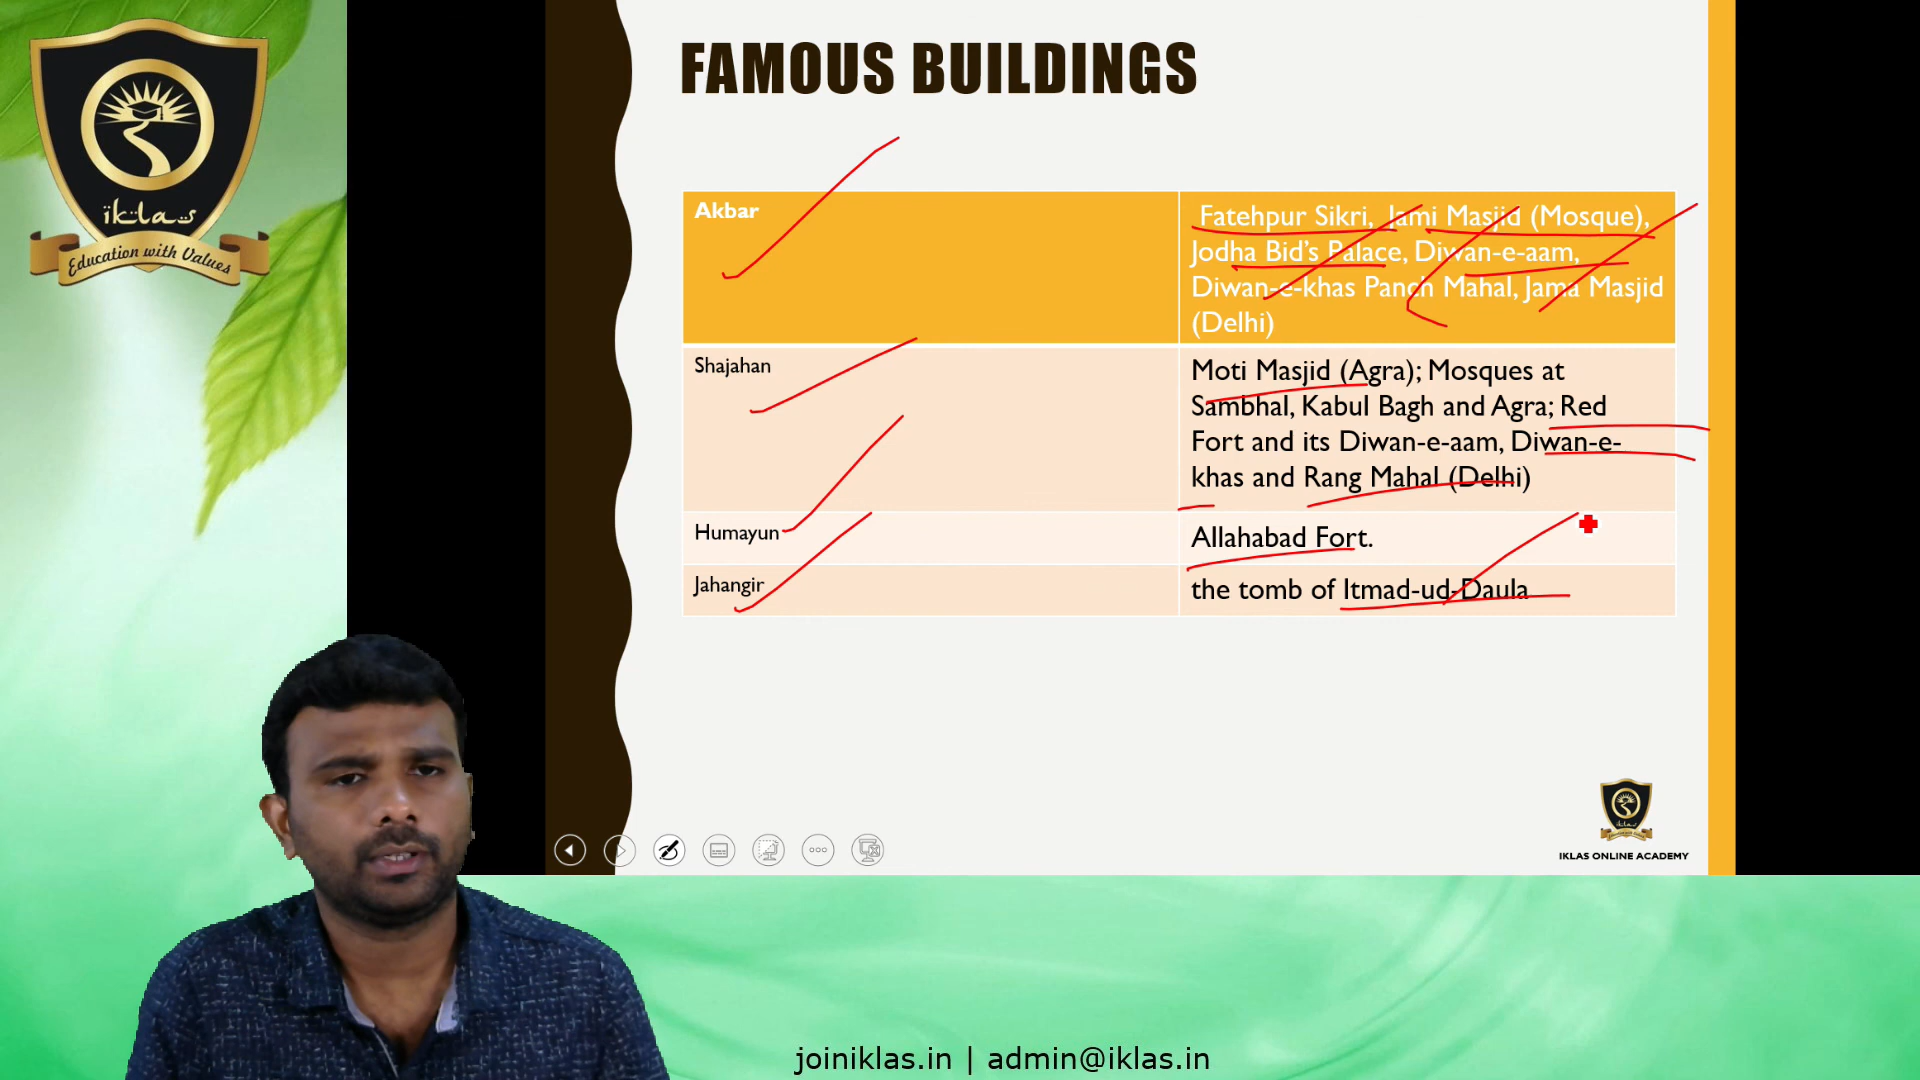 FAMOUS BUILDINGS
iklas
Education with Values
Akbar
Fatehpur Sikri, Jami Masjid (Mosque),
Jodha Bid's Palace, Diwan-e-aam,
Diwan-e-khas Panch Mahal, Jama Masjid
(Delhi)
Shajahan
Moti Masjid (Agra); Mosques at
Sambhal, Kabul Bagh and Agra; Red
Fort and its Diwan-e-aam, Diwan-e-
khas and Rang Mahal (Delhi)
Humayun
Allahabad Fort.
Jahangir
the tomb of Itmad-ud-Daula
iklas
IKLAS ONLINE ACADEMY
joiniklas.in | admin@iklas.in